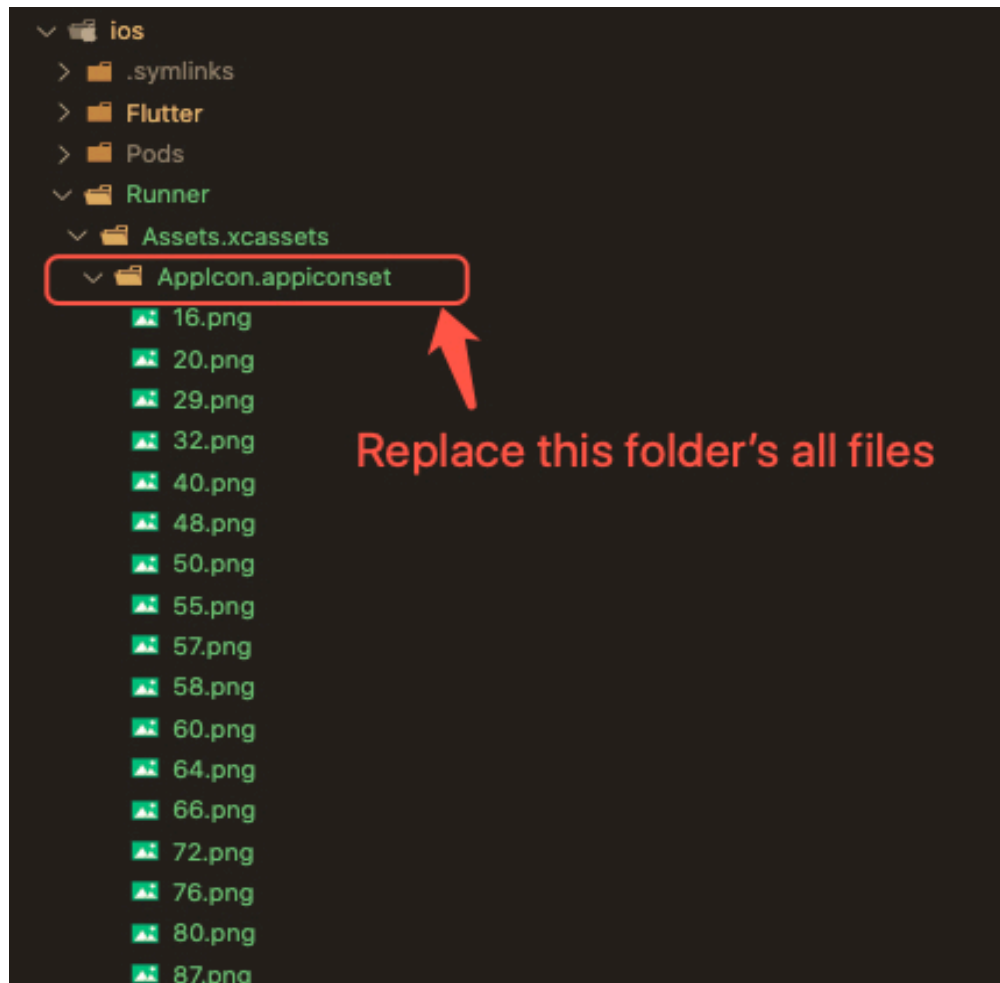 ios
.symlinks
Flutter
Pods
Runner
Assets.xcassets
AppIcon.appiconset
16.png
20.png
29.png
32.png
Replace this folder’s all files
40.png
48.png
50.png
55.png
57.png
58.png
60.png
64.png
66.png
72.png
76.png
80.png
87.png